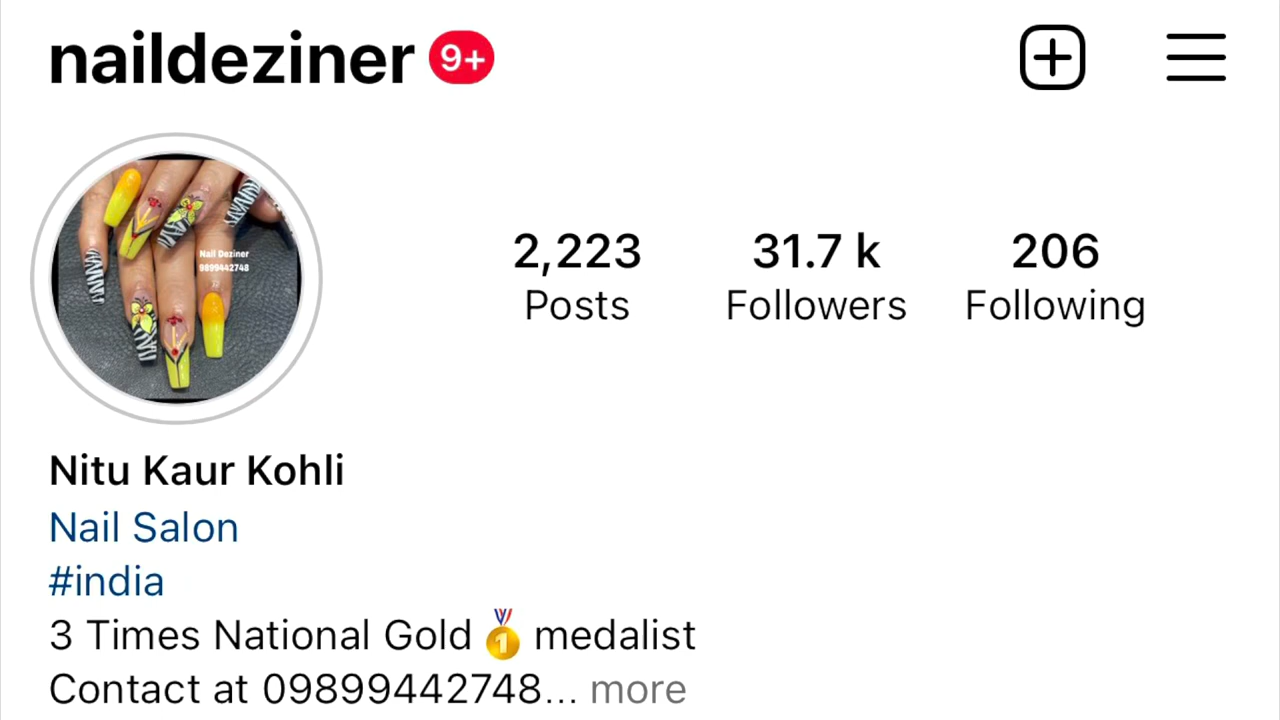 naildeziner 9+
Nail Deziner
9899442748
2,223 31.7 k 206
Posts Followers Following
Nitu Kaur Kohli
Nail Salon
#india
3 Times National Gold 🥇 medalist
Contact at 09899442748... more